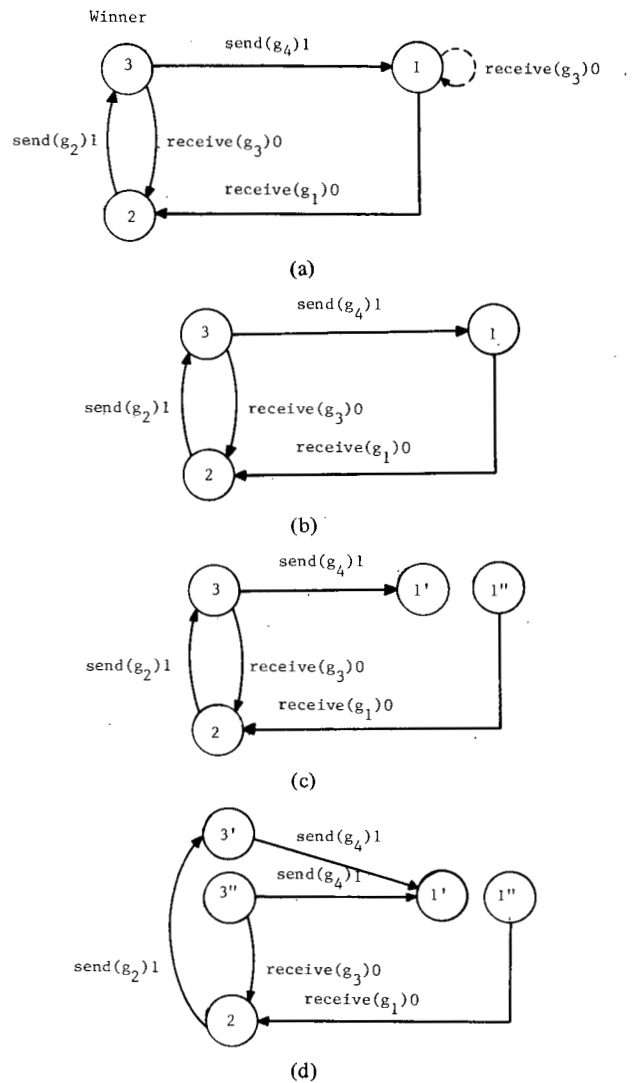 Winner
send(g₄)1
3
1
receive(g₃)0
send(g₂)1
receive(g₃)0
receive(g₁)0
2
(a)
send(g₄)1
3
1
send(g₂)1
receive(g₃)0
receive(g₁)0
2
(b)
send(g₄)1
3
1'
1"
send(g₂)1
receive(g₃)0
receive(g₁)0
2
(c)
3'
send(g₄)1
send(g₄)1
3"
1'
1"
send(g₂)1
receive(g₃)0
receive(g₁)0
2
(d)